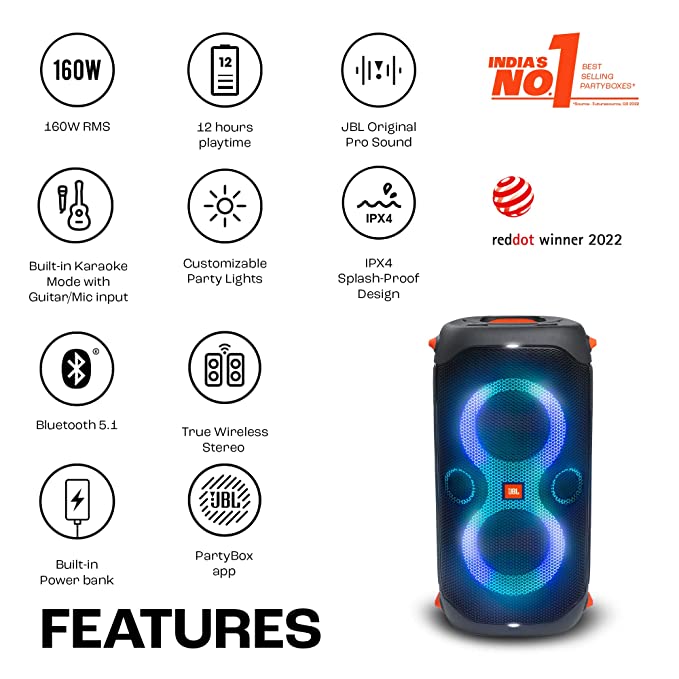 160W
160W RMS
12
12 hours
playtime
JBL Original
Pro Sound
INDIA'S
NO.1
BEST
SELLING
PARTYBOXES*
Built-in Karaoke
Mode with
Guitar/Mic input
Customizable
Party Lights
IPX4
IPX4
Splash-Proof
Design
reddot winner 2022
®
Bluetooth 5.1
True Wireless
Stereo
JBL
Built-in
Power bank
PartyBox
app
JBL
FEATURES